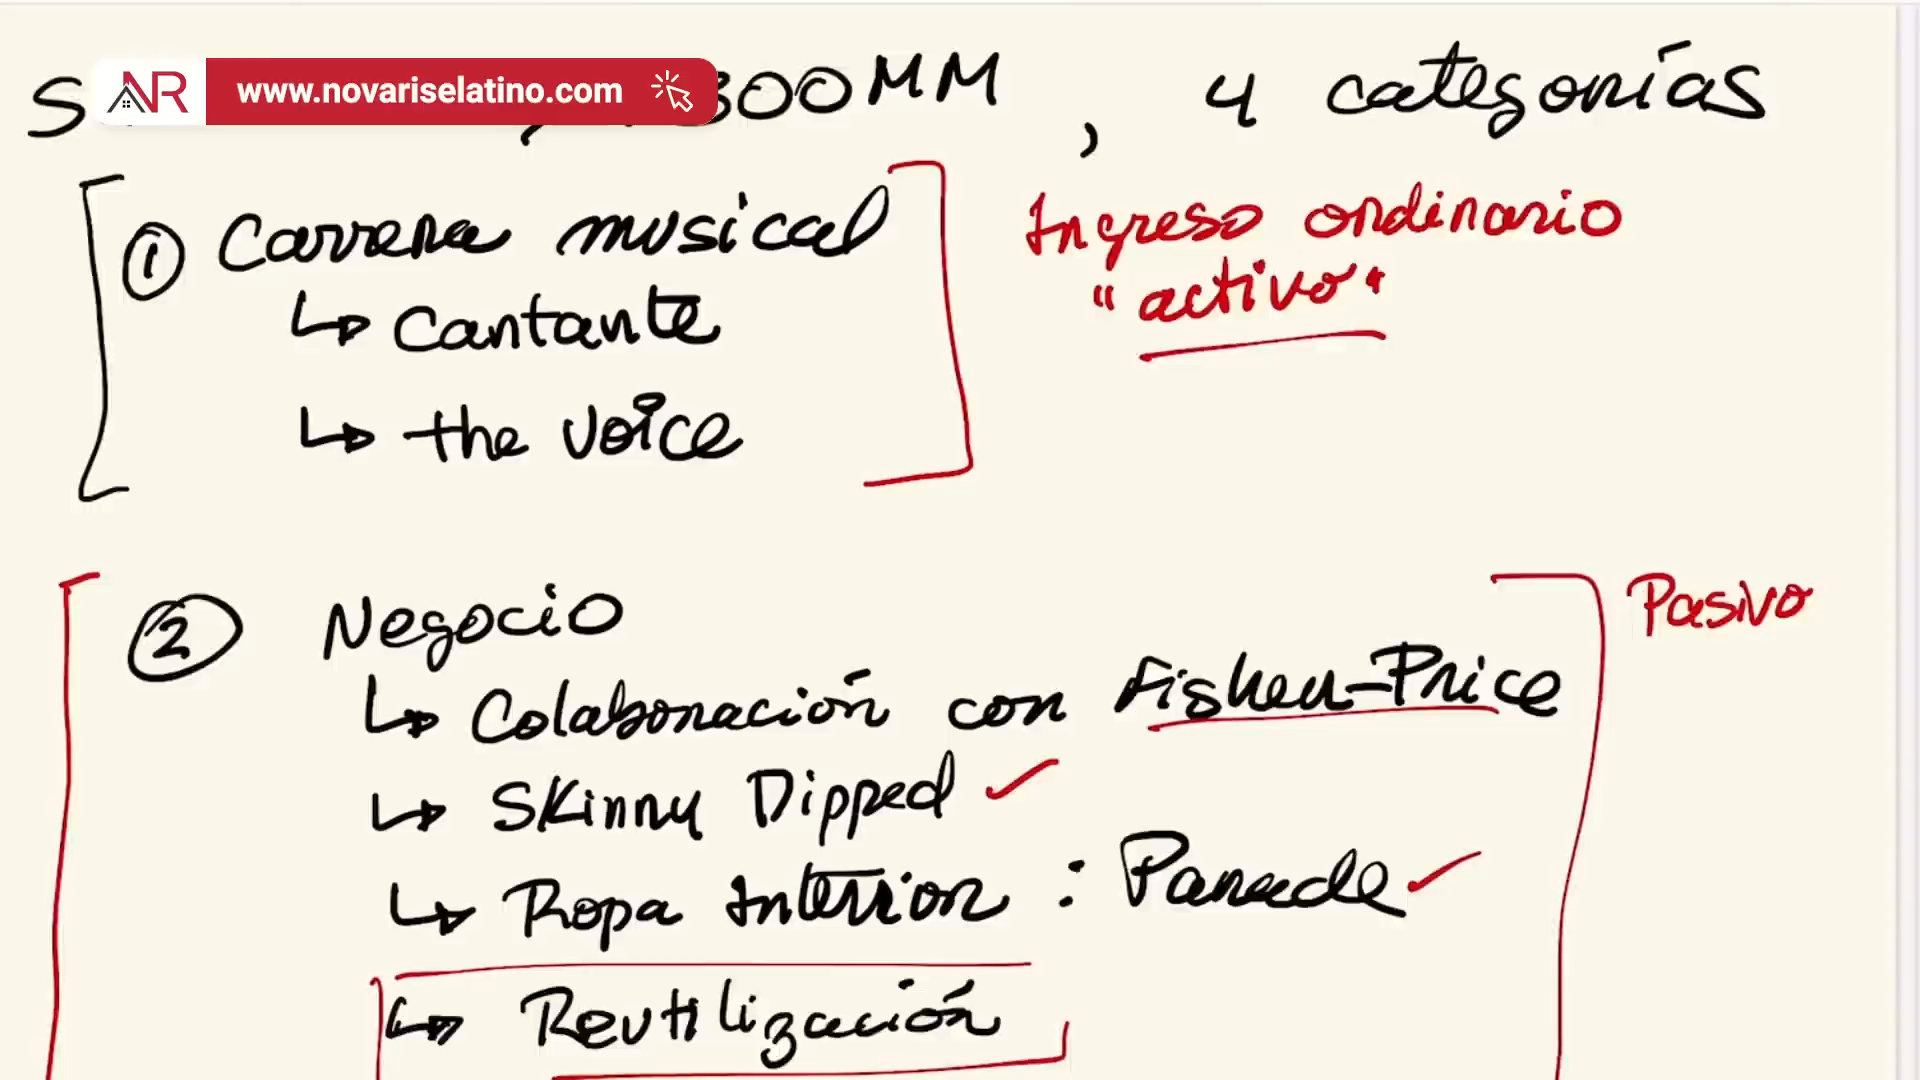 NR www.novariselatino.com
300MM, 4 categorías
① Carrera musical
Ingreso ordinario
↳ Cantante
"activo"
↳ the voice
② Negocio
Pasivo
↳ Colaboración con Fisher-Price
↳ Skinny Dipped ✓
↳ Ropa Interior : Parade ✓
↳ Reutilización